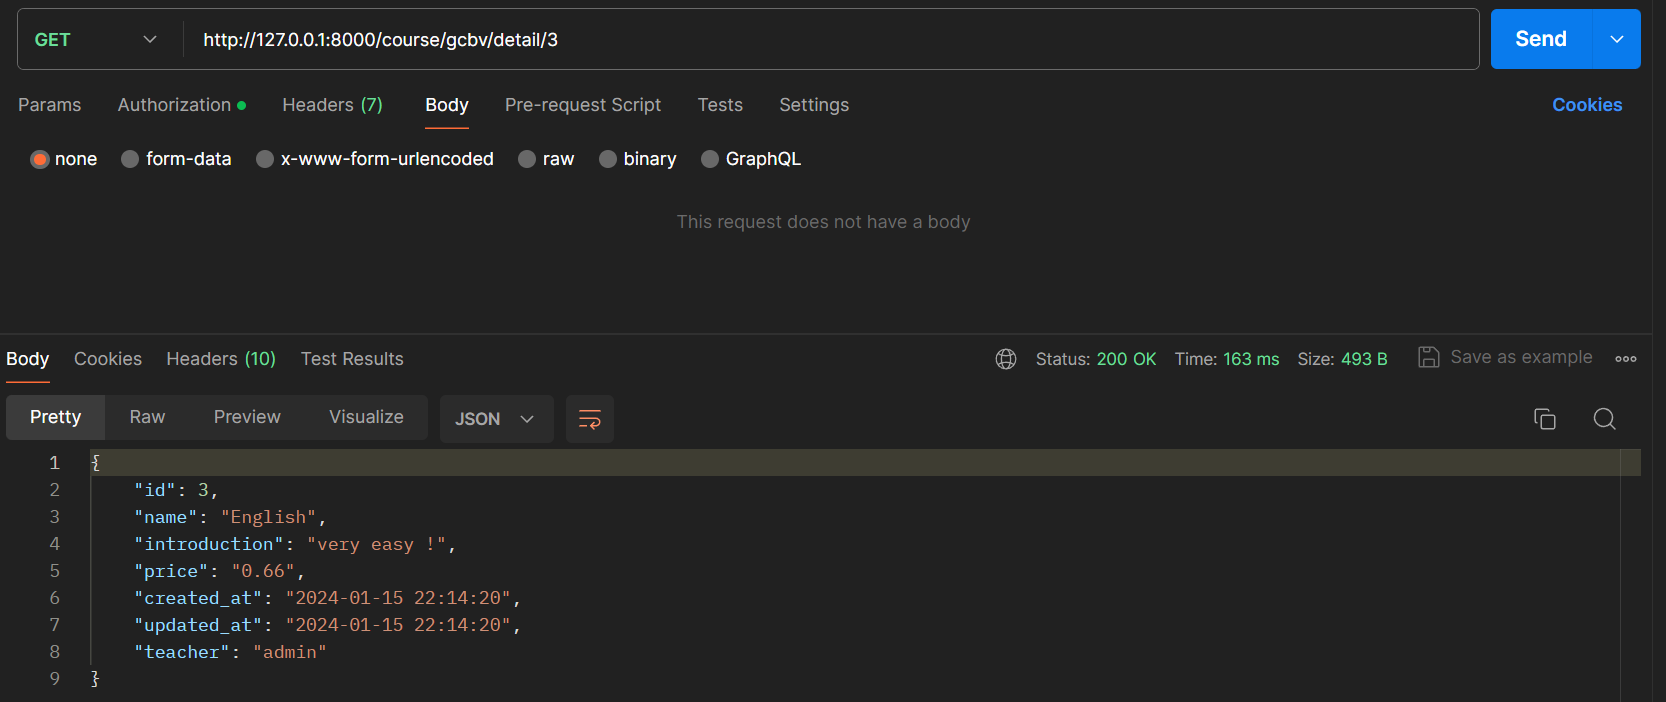 GET http://127.0.0.1:8000/course/gcbv/detail/3 Send
Params Authorization Headers (7) Body Pre-request Script Tests Settings Cookies
none form-data x-www-form-urlencoded raw binary GraphQL
This request does not have a body
Body Cookies Headers (10) Test Results Status: 200 OK Time: 163 ms Size: 493 B Save as example
Pretty Raw Preview Visualize JSON
1 {
2 "id": 3,
3 "name": "English",
4 "introduction": "very easy !",
5 "price": "0.66",
6 "created_at": "2024-01-15 22:14:20",
7 "updated_at": "2024-01-15 22:14:20",
8 "teacher": "admin"
9 }